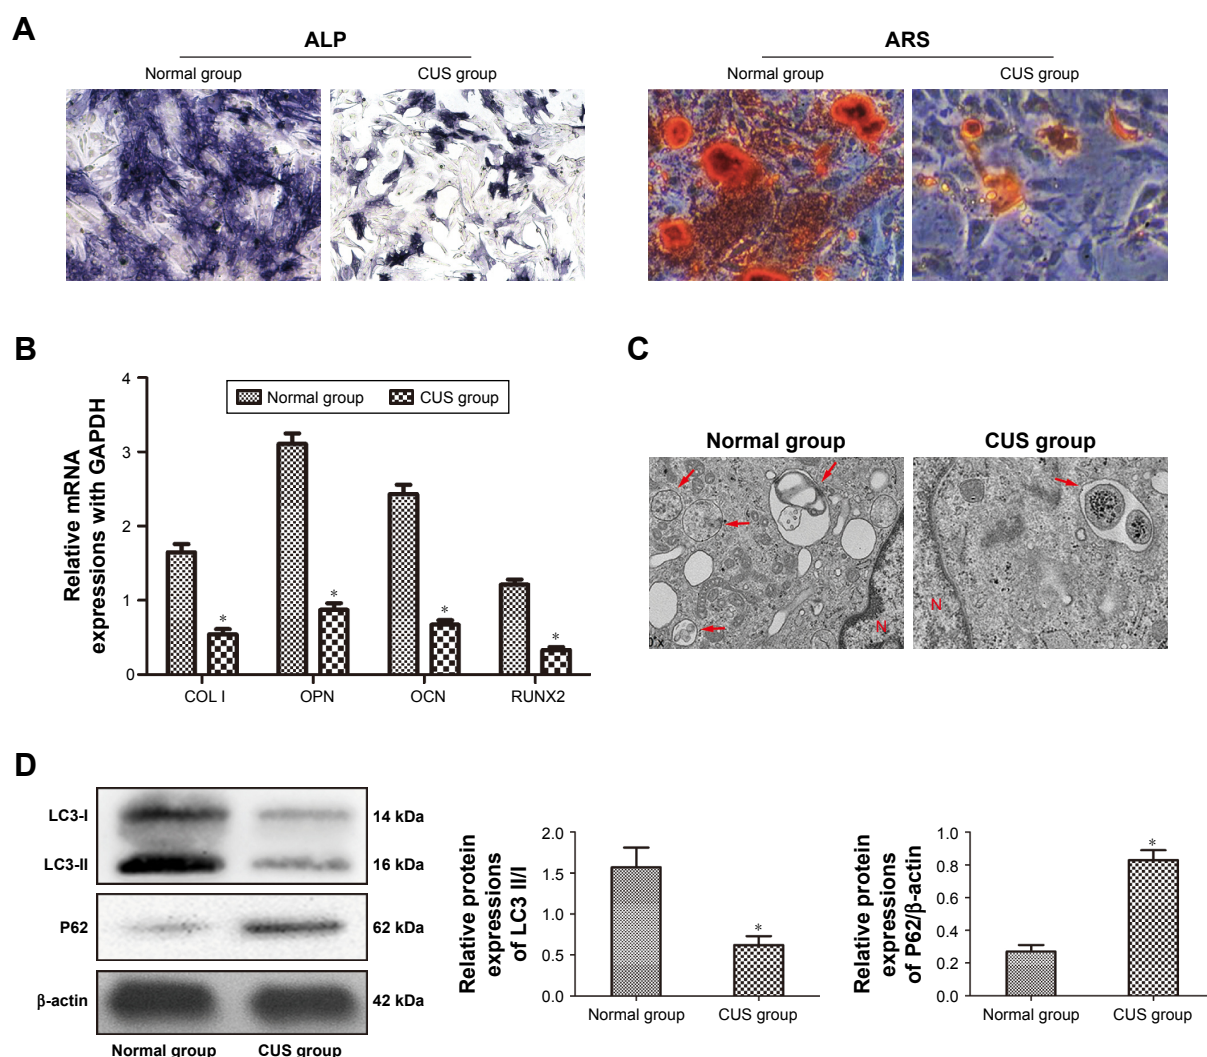 A
ALP
Normal group
CUS group
ARS
Normal group
CUS group
B
Relative mRNA
expressions with GAPDH
4
3
2
1
0
Normal group
CUS group
*
*
*
*
COL I
OPN
OCN
RUNX2
C
Normal group
CUS group
N
N
D
LC3-I
14 kDa
LC3-II
16 kDa
P62
62 kDa
β-actin
42 kDa
Normal group
CUS group
Relative protein
expressions
of LC3 II/I
2.0
1.5
1.0
0.5
0.0
*
Normal group
CUS group
Relative protein
expressions
of P62/β-actin
1.0
0.8
0.6
0.4
0.2
0.0
*
Normal group
CUS group